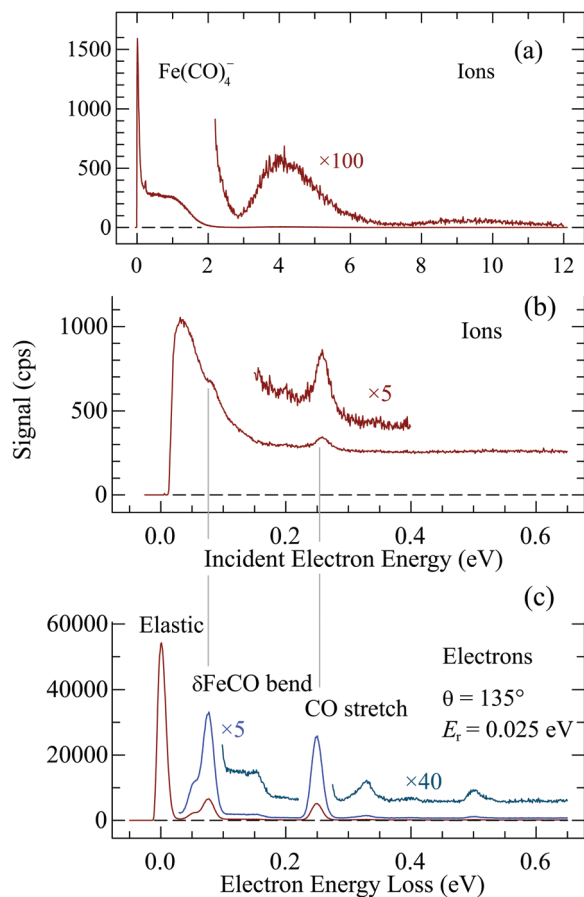 (a)
1500
Fe(CO)₄⁻
Ions
1000
×100
500
0
0 2 4 6 8 10 12
(b)
1000
Ions
Signal (cps)
×5
500
0
0.0 0.2 0.4 0.6
Incident Electron Energy (eV)
(c)
60000
Elastic
Electrons
40000
δFeCO bend
θ = 135°
CO stretch
Eᵣ = 0.025 eV
×5
20000
×40
0
0.0 0.2 0.4 0.6
Electron Energy Loss (eV)